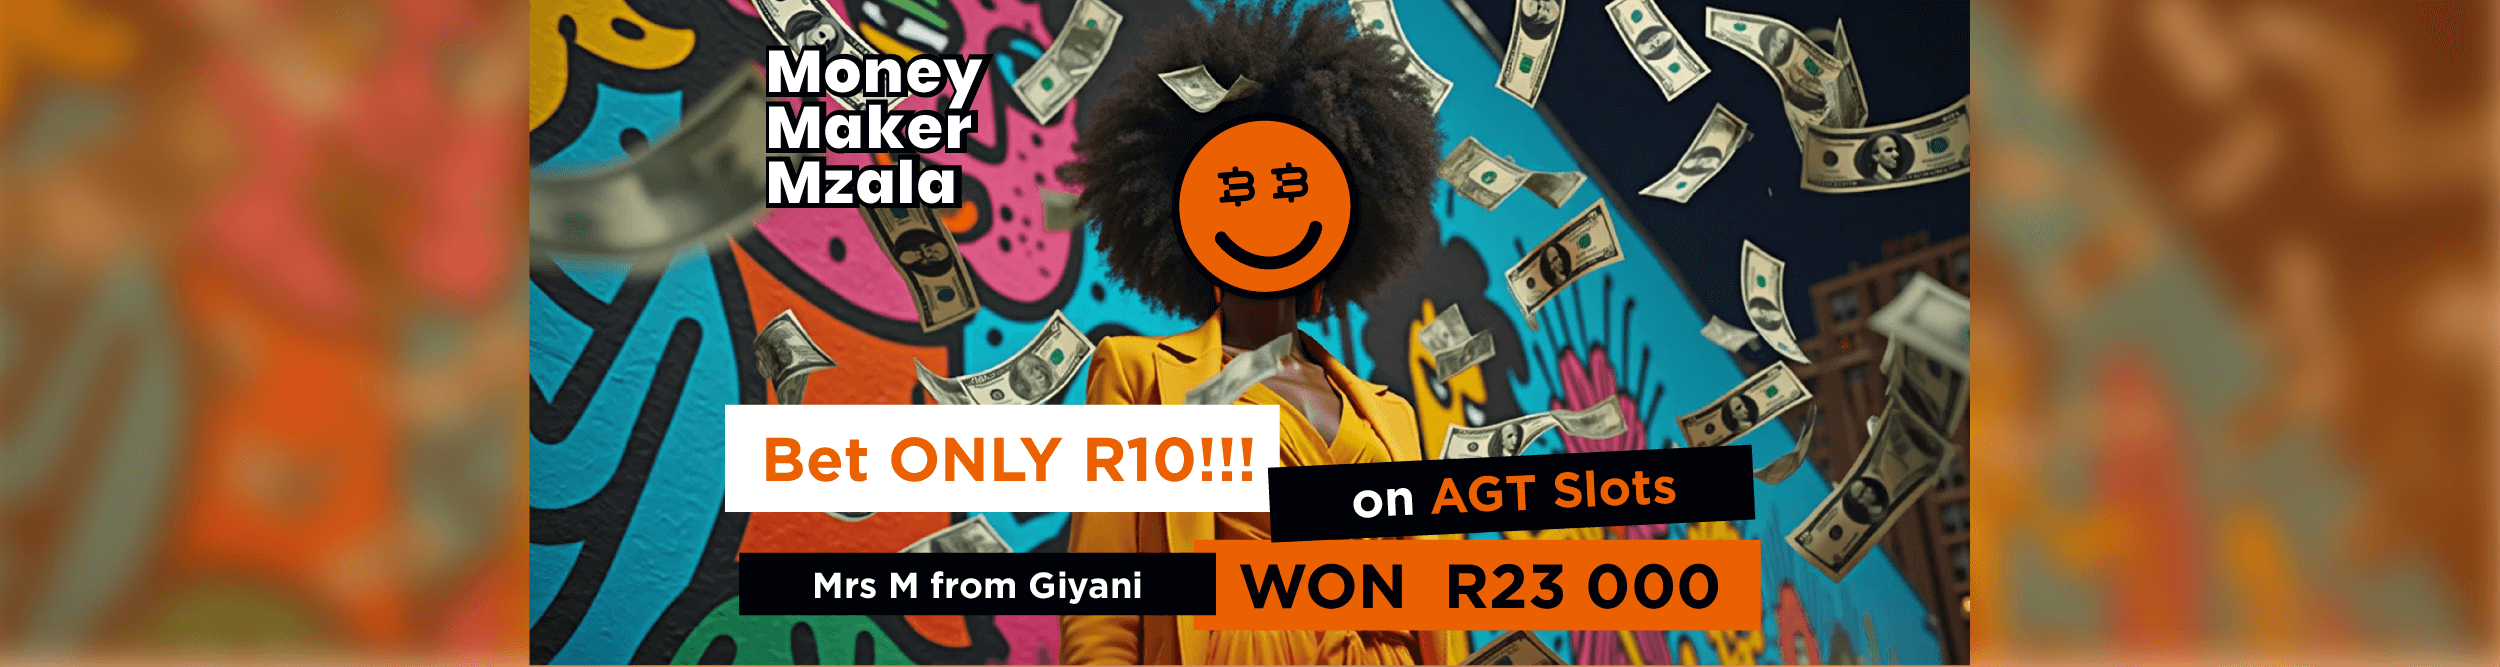 Money
Maker
Mzala
Bet ONLY R10!!!
on AGT Slots
Mrs M from Giyani
WON R23 000